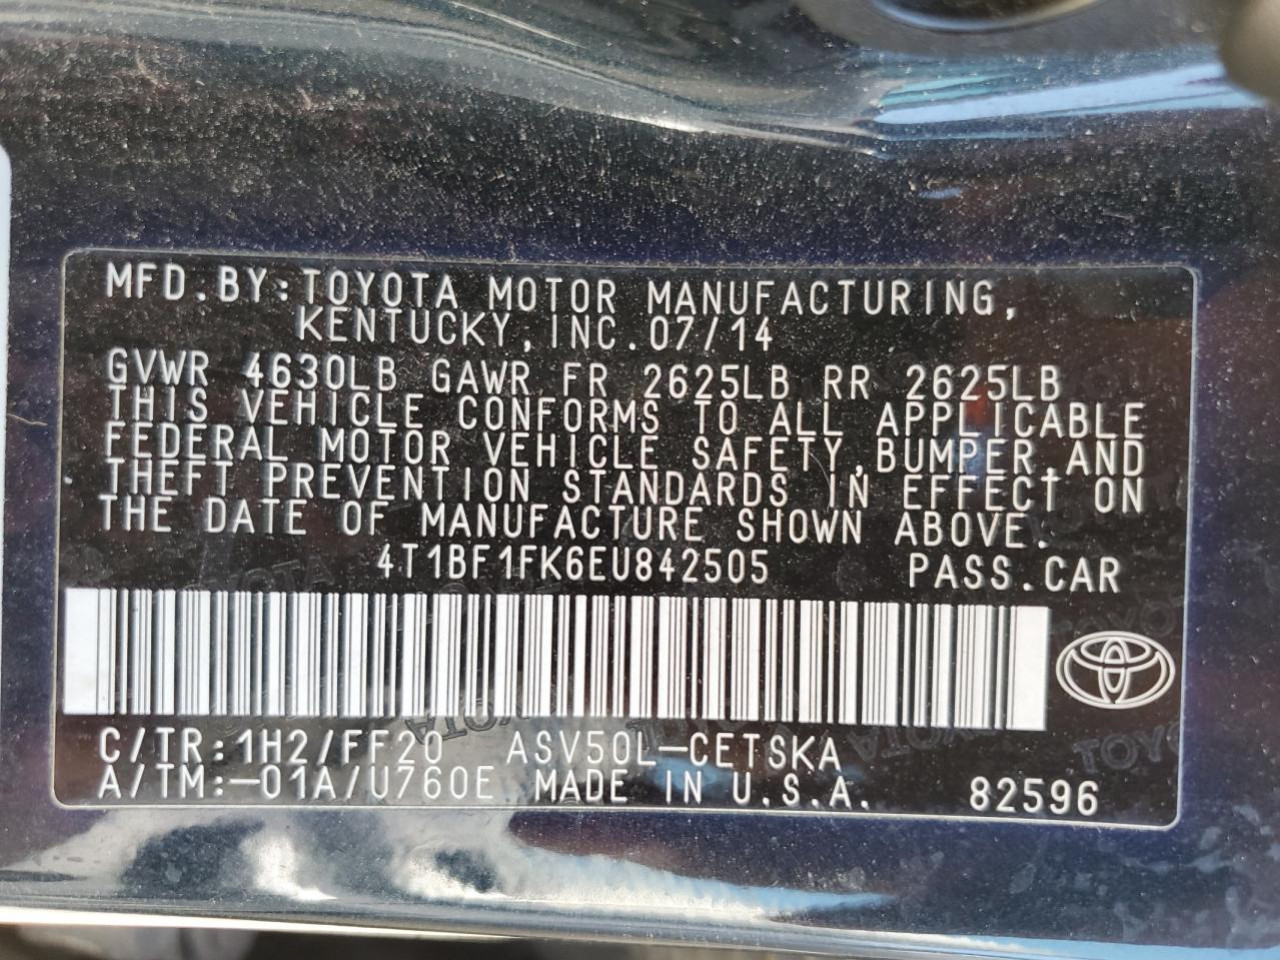 MFD.BY:TOYOTA MOTOR MANUFACTURING,
KENTUCKY,INC.07/14
GVWR 4630LB GAWR FR 2625LB RR 2625LB
THIS VEHICLE CONFORMS TO ALL APPLICABLE
FEDERAL MOTOR VEHICLE SAFETY,BUMPER,AND
THEFT PREVENTION STANDARDS IN EFFECT ON
THE DATE OF MANUFACTURE SHOWN ABOVE.
4T1BF1FK6EU842505 PASS.CAR
C/TR:1H2/FF20 ASV50L-CETSKA
A/TM:-01A/U760E MADE IN U.S.A. 82596